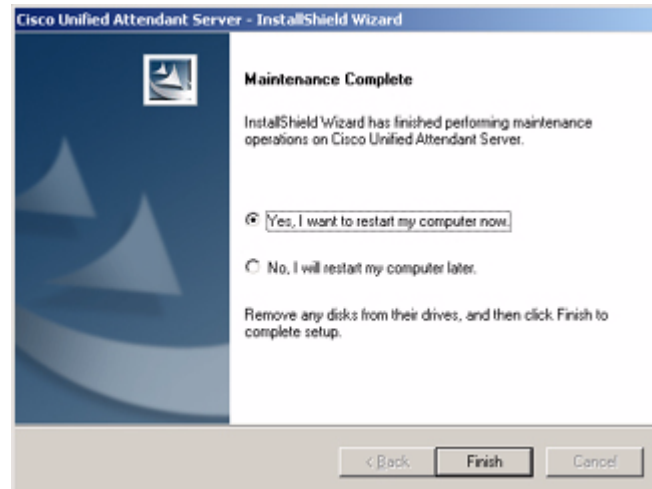 Cisco Unified Attendant Server - InstallShield Wizard
Maintenance Complete
InstallShield Wizard has finished performing maintenance
operations on Cisco Unified Attendant Server.
Yes, I want to restart my computer now.
No, I will restart my computer later.
Remove any disks from their drives, and then click Finish to
complete setup.
< Back Finish Cancel